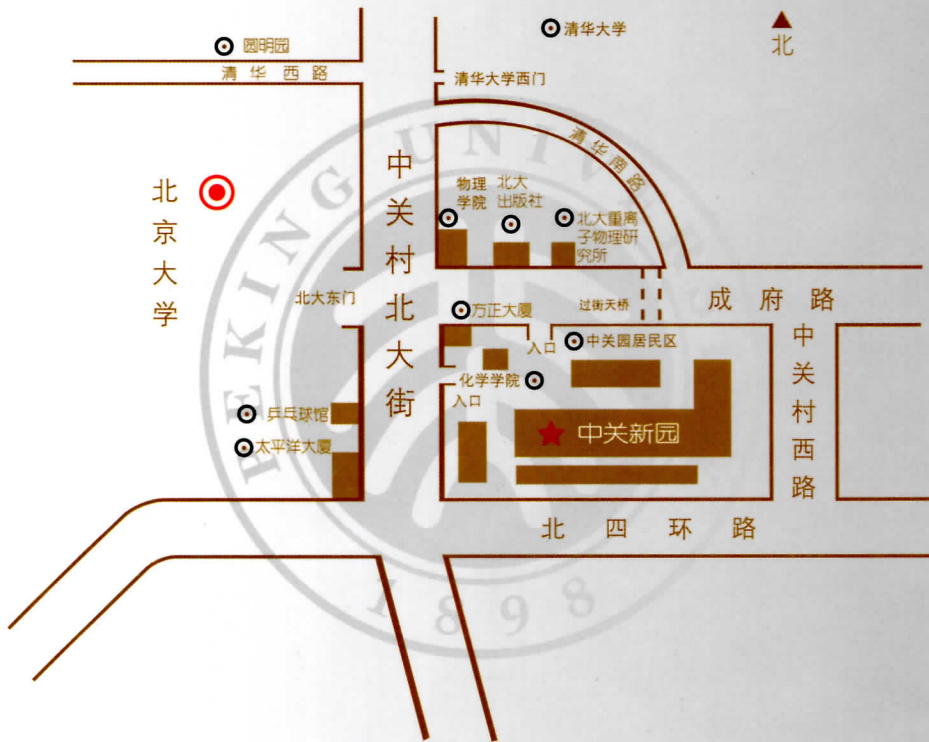 清华大学
圆明园
北
清华西路
清华大学西门
PEKING UNIV
清华南路
中关村北大街
北京大学
物理
学院
北大
出版社
北大重离
子物理研
究所
北大东门
过街天桥
成府路
方正大厦
入口
中关园居民区
中关村西路
化学学院
入口
乒乓球馆
太平洋大厦
中关新园
北四环路
1898